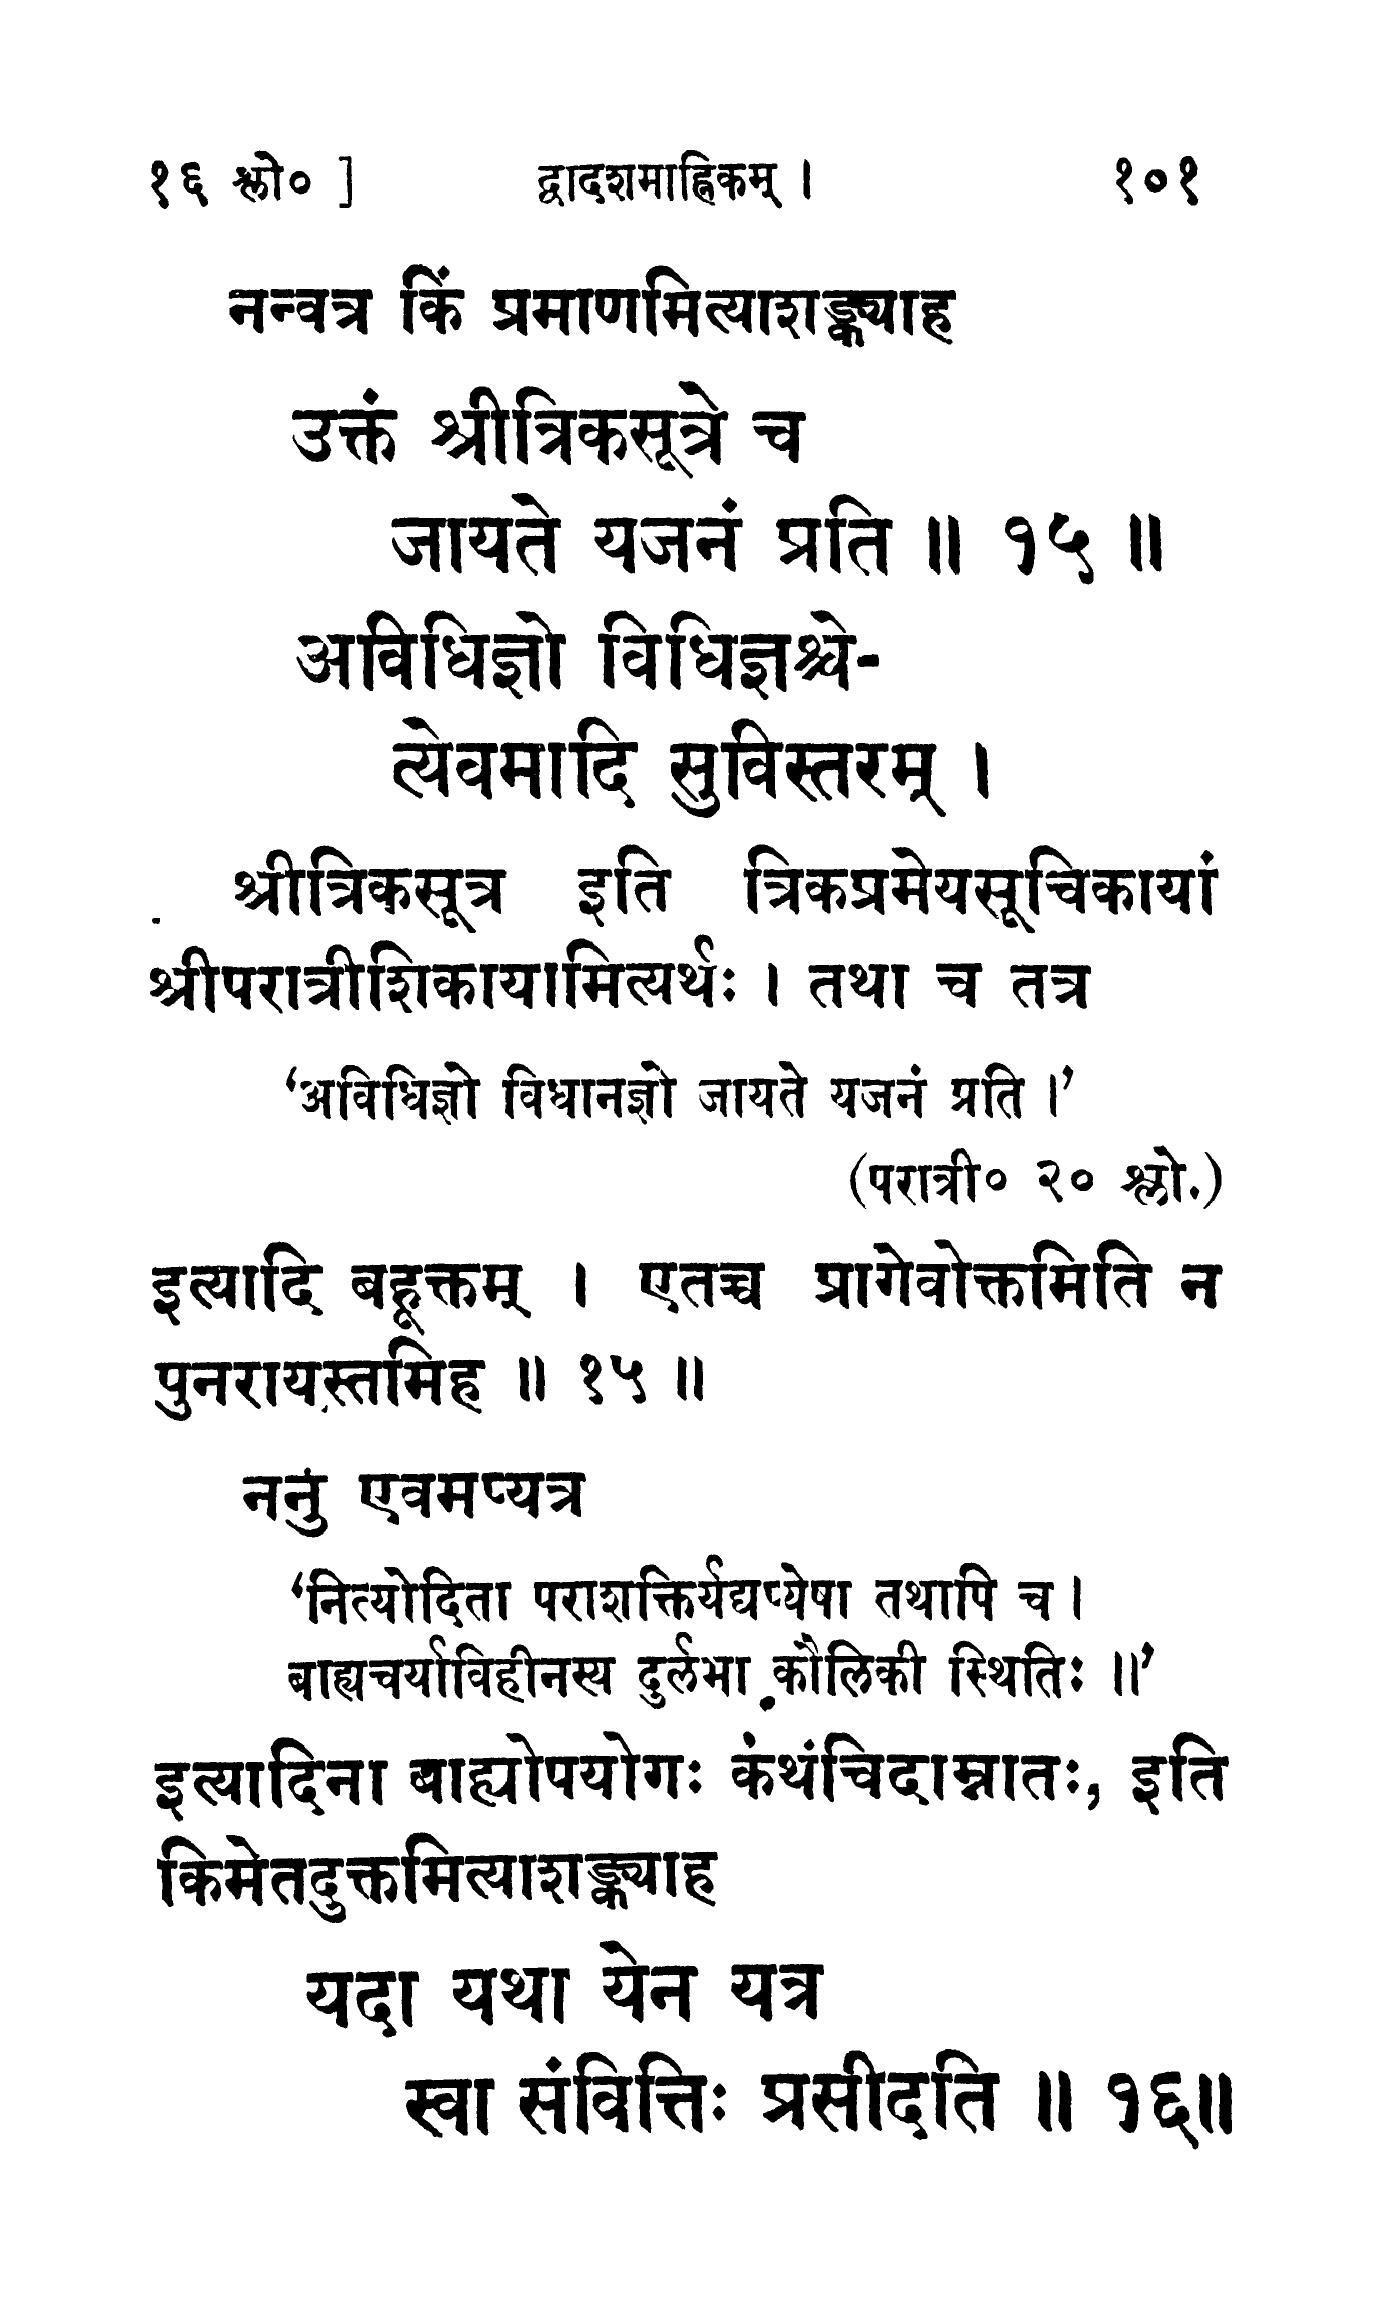 १६ श्लो० ] द्वादशमाह्निकम् । १०१
नन्वत्र किं प्रमाणमित्याशङ्क्याह
उक्तं श्रीत्रिकसूत्रे च
जायते यजनं प्रति ॥ १५ ॥
अविधिज्ञो विधिज्ञश्चे-
त्येवमादि सुविस्तरम् ।
श्रीत्रिकसूत्र इति त्रिकप्रमेयसूचिकायां
श्रीपरात्रीशिकायामित्यर्थः । तथा च तत्र
‘अविधिज्ञो विधानज्ञो जायते यजनं प्रति ।’
(परात्री० २० श्लो.)
इत्यादि बहूक्तम् । एतच्च प्रागेवोक्तमिति न
पुनरायस्तमिह ॥ १५ ॥
ननु एवमप्यत्र
‘नित्योदिता पराशक्तिर्यद्यप्येषा तथापि च ।
बाह्यचर्याविहीनस्य दुर्लभा कौलिकी स्थितिः ॥’
इत्यादिना बाह्योपयोगः कथंचिदाम्नातः, इति
किमेतदुक्तमित्याशङ्क्याह
यदा यथा येन यत्र
स्वा संवित्तिः प्रसीदति ॥ १६॥